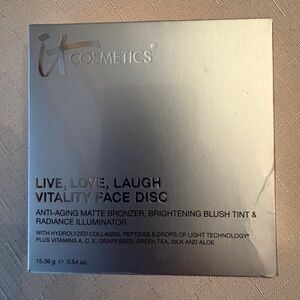 it COSMETICS®
LIVE, LOVE, LAUGH
VITALITY FACE DISC
ANTI-AGING MATTE BRONZER, BRIGHTENING BLUSH TINT &
RADIANCE ILLUMINATOR
WITH HYDROLYZED COLLAGEN, PEPTIDES & DROPS OF LIGHT TECHNOLOGY®
PLUS VITAMINS A, C, E, GRAPESEED, GREEN TEA, SILK AND ALOE
15.36 g ℮ 0.54 oz.